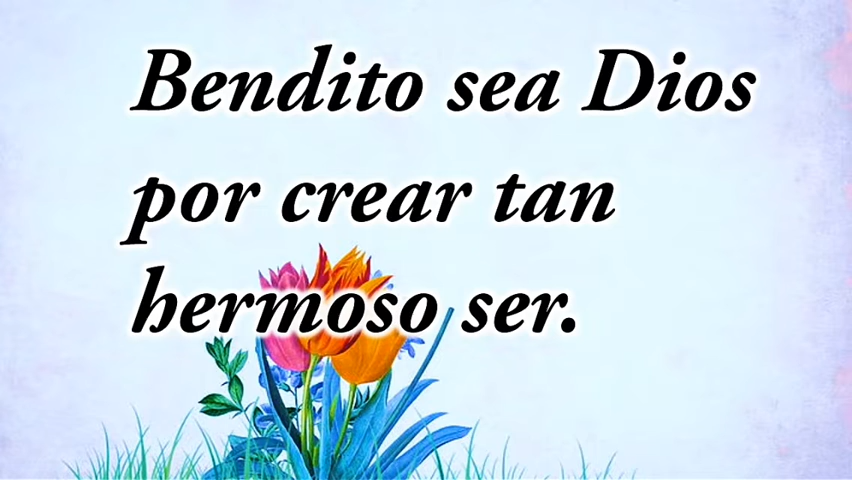 Bendito sea Dios
por crear tan
hermoso ser.